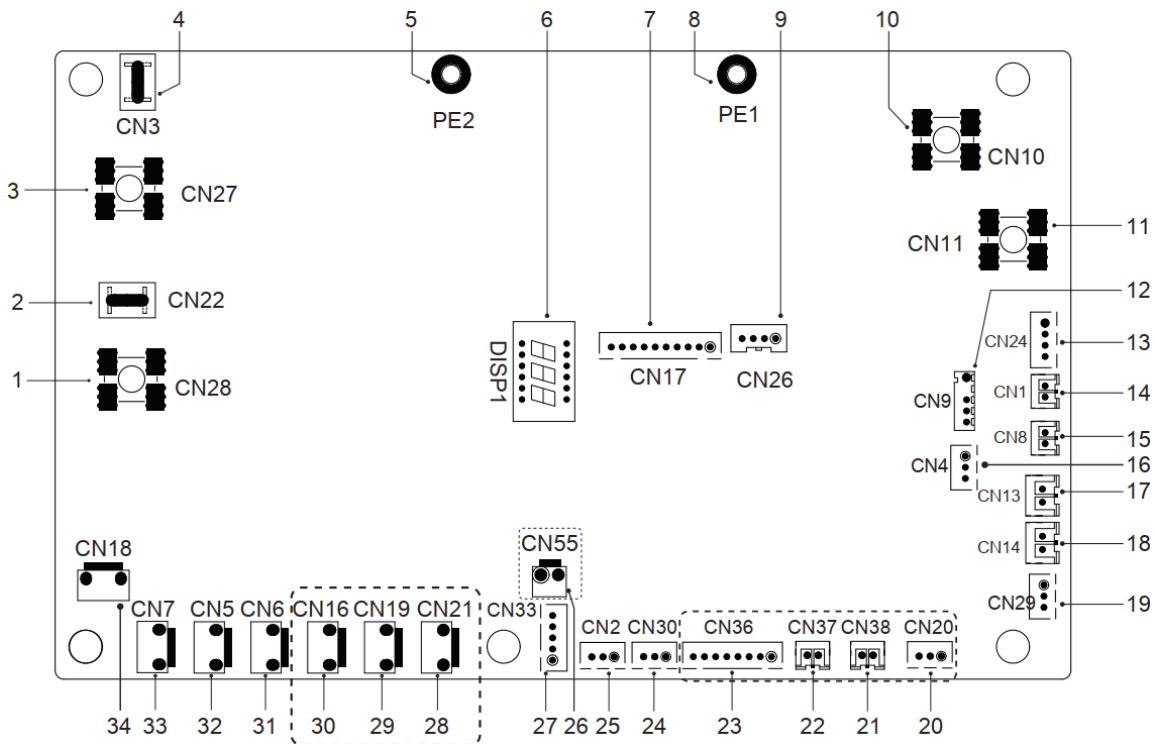 4 5 6 7 8 9 10
CN3 PE2 PE1
CN10
3 CN27
CN11 11
12
2 CN22
CN24 13
DISP1
CN17 CN26
1 CN28
CN9 CN1 14
CN8 15
CN4 16
CN13 17
CN55
CN18
CN14 18
CN7 CN5 CN6 CN16 CN19 CN21 CN33 CN2 CN30 CN36 CN37 CN38 CN20
CN29 19
34 33 32 31 30 29 28 27 26 25 24 23 22 21 20